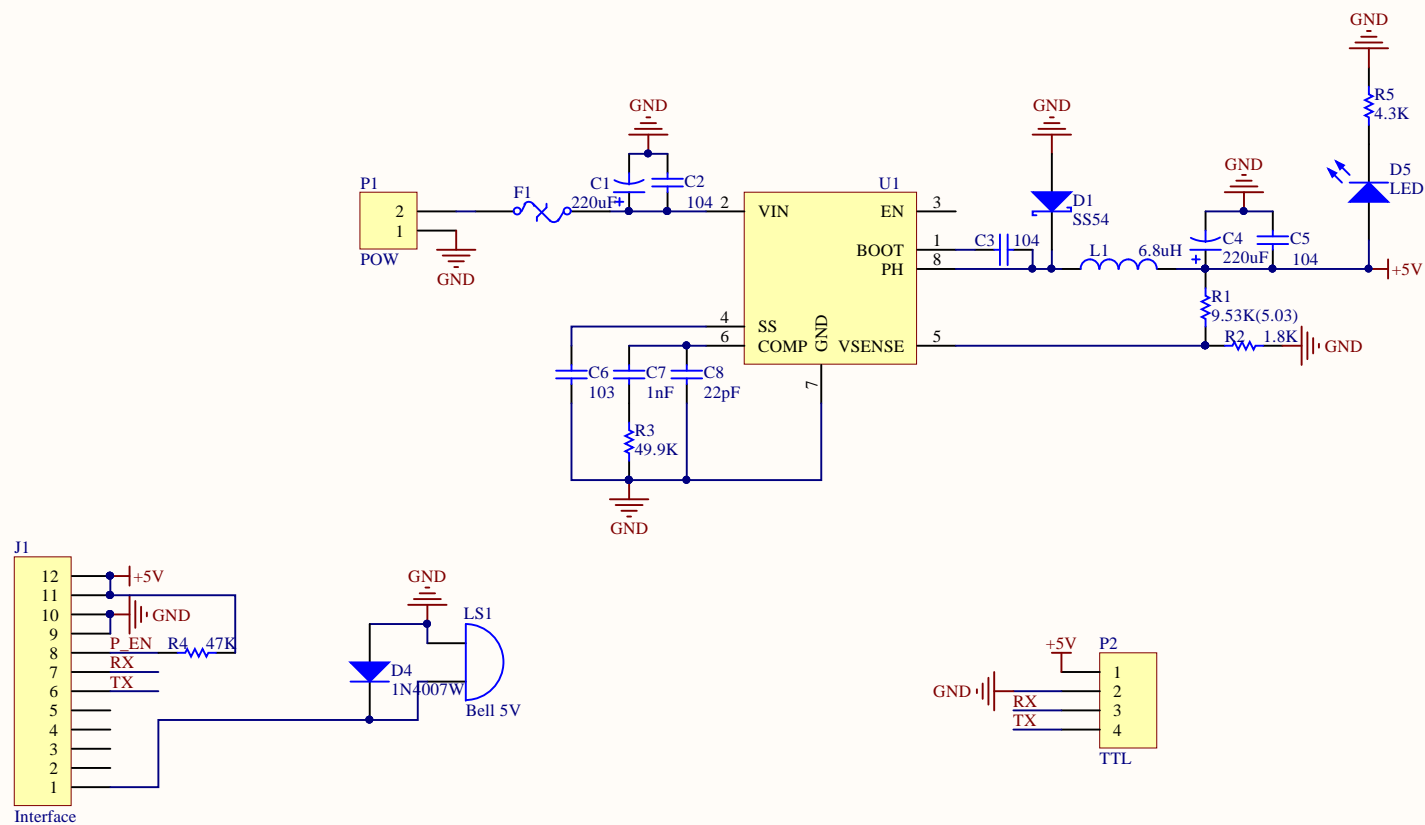 GND
R5
4.3K
D5
LED
+5V
GND
C1
220uF
+
C2
104
P1
2
1
POW
F1
GND
U1
2
VIN
EN
3
BOOT
1
PH
8
4
SS
6
COMP
GND
7
VSENSE
5
GND
D1
SS54
C3
104
L1
6.8uH
GND
C4
220uF
+
C5
104
R1
9.53K(5.03)
R2
1.8K
GND
C6
103
C7
1nF
C8
22pF
R3
49.9K
GND
J1
12
+5V
11
10
GND
9
8
P_EN
R4
47K
7
RX
6
TX
5
4
3
2
1
Interface
GND
LS1
D4
1N4007W
Bell 5V
+5V
P2
1
GND
2
RX
3
TX
4
TTL